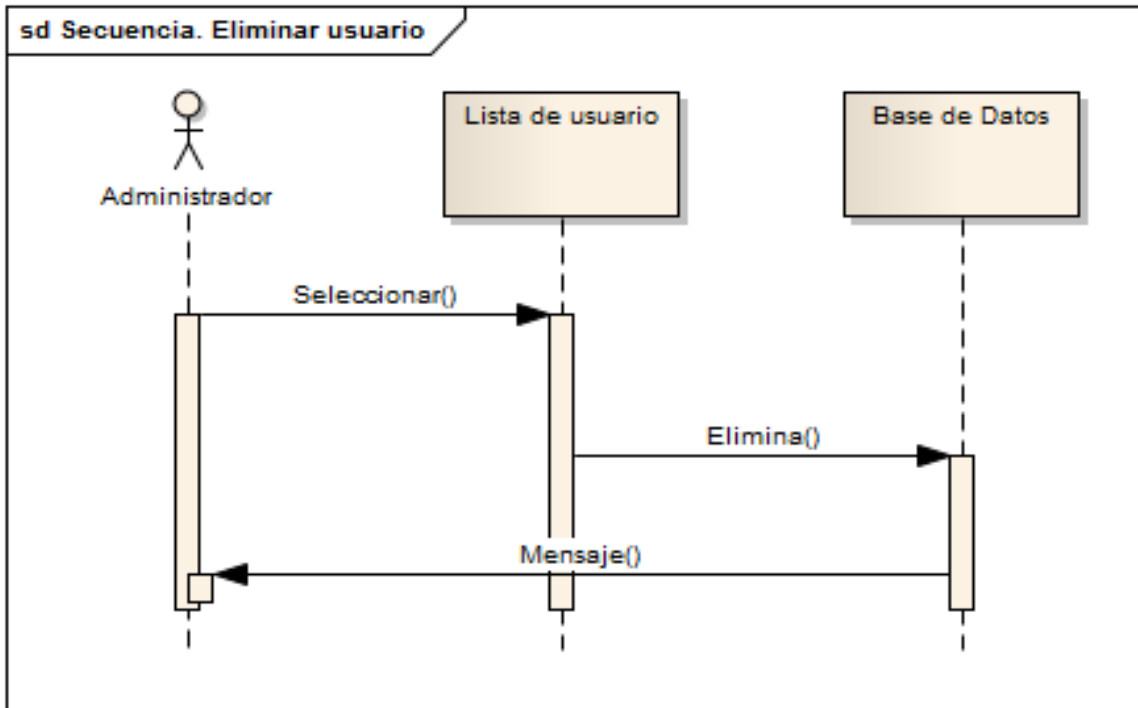 sd Secuencia. Eliminar usuario
Administrador
Lista de usuario
Base de Datos
Seleccionar()
Elimina()
Mensaje()